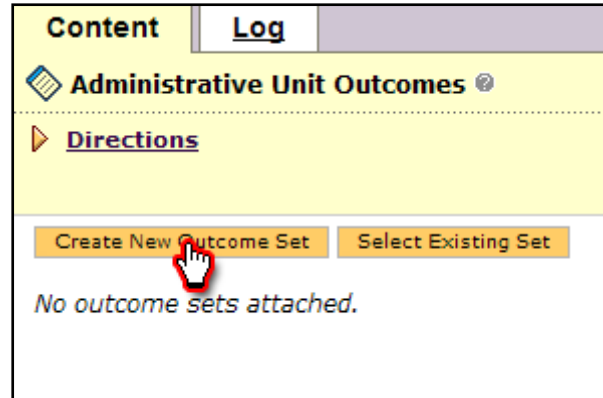 Content Log
Administrative Unit Outcomes
Directions
Create New Outcome Set Select Existing Set
No outcome sets attached.